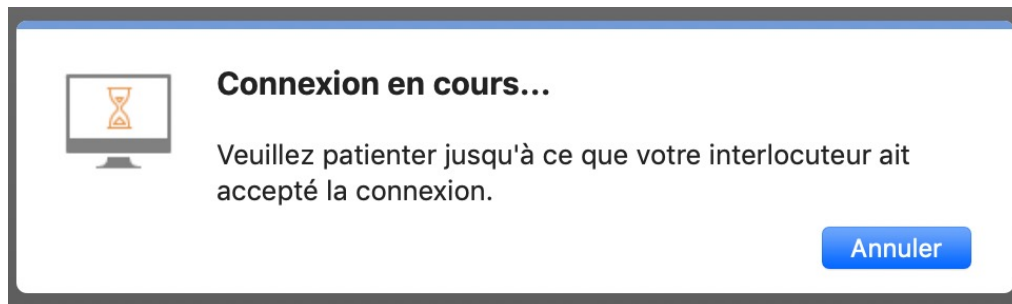 Connexion en cours...
Veuillez patienter jusqu'à ce que votre interlocuteur ait
accepté la connexion.
Annuler